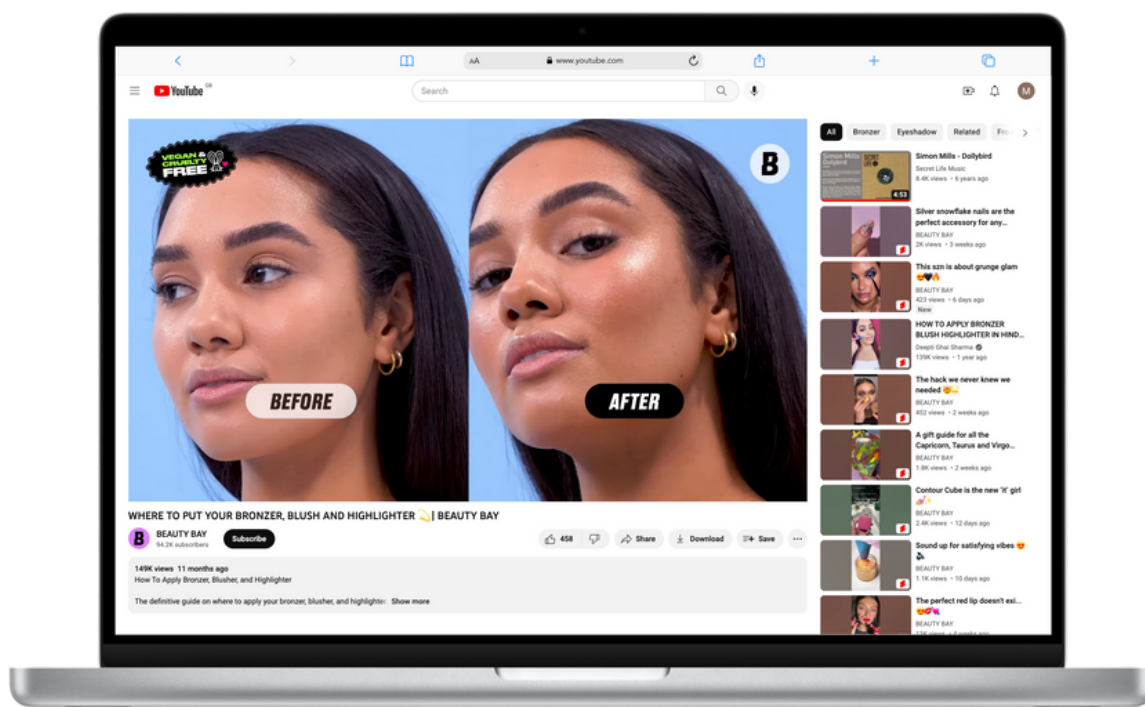 AA
www.youtube.com
YouTube GB
Search
M
VEGAN &
CRUELTY
FREE
B
BEFORE
AFTER
WHERE TO PUT YOUR BRONZER, BLUSH AND HIGHLIGHTER 💫 | BEAUTY BAY
B
BEAUTY BAY
94.2K subscribers
Subscribe
458
Share
Download
Save
149K views 11 months ago
How To Apply Bronzer, Blusher, and Highlighter
The definitive guide on where to apply your bronzer, blusher, and highlighter. Show more
All
Bronzer
Eyeshadow
Related
Simon Mills
Dollybird
SECRET
LIFE
4:53
Simon Mills - Dollybird
Secret Life Music
8.4K views • 6 years ago
Silver snowflake nails are the
perfect accessory for any...
BEAUTY BAY
2K views • 3 weeks ago
This szn is about grunge glam
😍🖤🔥
BEAUTY BAY
423 views • 6 days ago
New
HOW TO APPLY BRONZER
BLUSH HIGHLIGHTER IN HIND...
Deepti Ghai Sharma
139K views • 1 year ago
The hack we never knew we
needed
BEAUTY BAY
452 views • 2 weeks ago
A gift guide for all the
Capricorn, Taurus and Virgo...
BEAUTY BAY
1.8K views • 2 weeks ago
Contour Cube is the new 'it' girl
💅✨
BEAUTY BAY
2.4K views • 12 days ago
Sound up for satisfying vibes 😍
🔊
BEAUTY BAY
1.1K views • 10 days ago
The perfect red lip doesn't exi...
😍💋💘
BEAUTY BAY